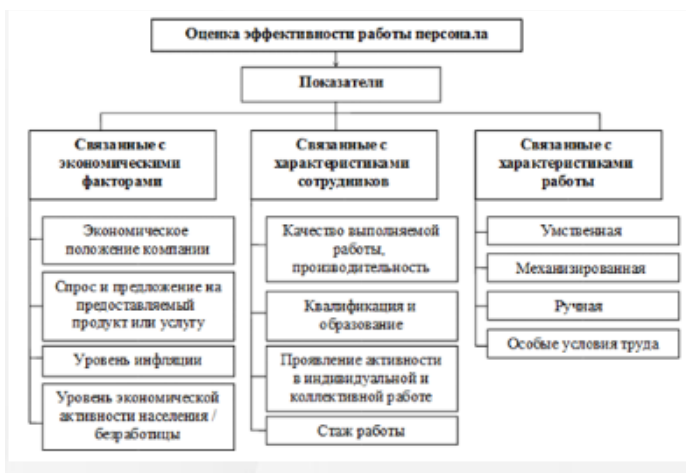 Оценка эффективности работы персонала
Показатели
Связанные с
экономическими
факторами
Экономическое
положение компании
Спрос и предложение на
предоставляемый
продукт или услугу
Уровень инфляции
Уровень экономической
активности населения /
безработицы
Связанные с
характеристиками
сотрудников
Качество выполняемой
работы,
производительность
Квалификация и
образование
Проявление активности
в индивидуальной и
коллективной работе
Стаж работы
Связанные с
характеристиками
работы
Умственная
Механизированная
Ручная
Особые условия труда